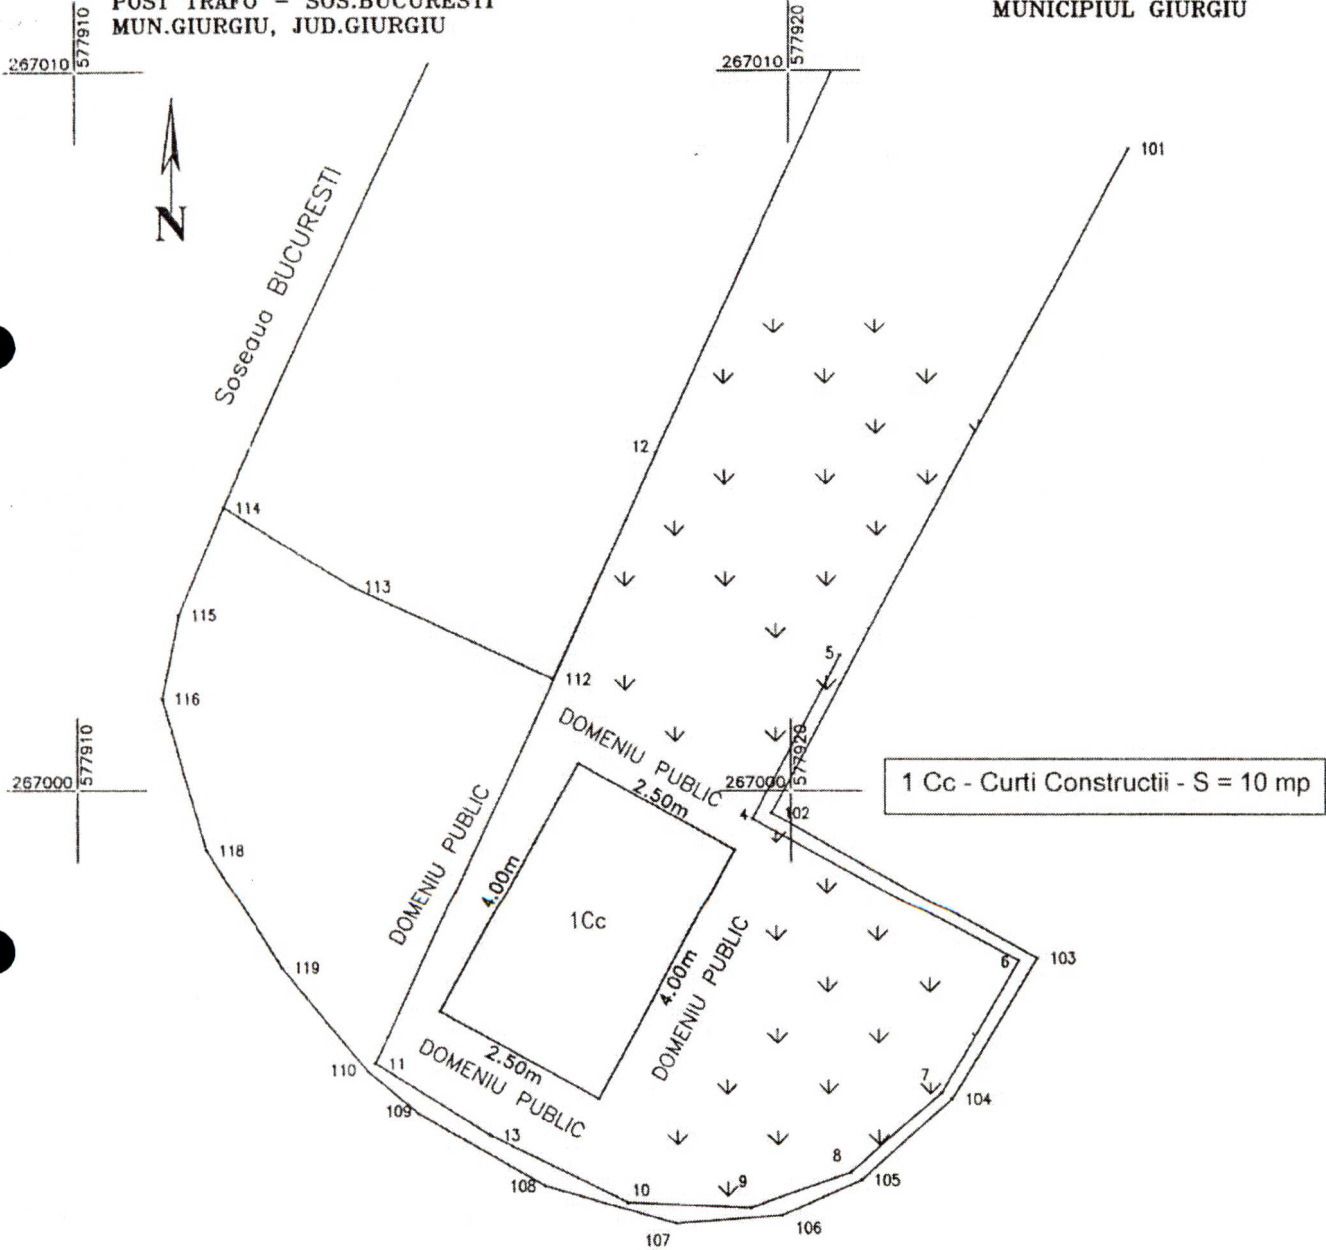 POST TRAFO - SOS.BUCURESTI
MUN.GIURGIU, JUD.GIURGIU
MUNICIPIUL GIURGIU
267010
577910
267010
577920
N
101
Soseaua BUCURESTI
12
114
113
115
5
112
116
DOMENIU PUBLIC
267000
577910
267000
577920
1 Cc - Curti Constructii - S = 10 mp
2.50m
4
102
DOMENIU PUBLIC
118
4.00m
1Cc
DOMENIU PUBLIC
4.00m
119
6
103
11
110
2.50m
DOMENIU PUBLIC
7
104
109
13
8
105
108
10
9
106
107